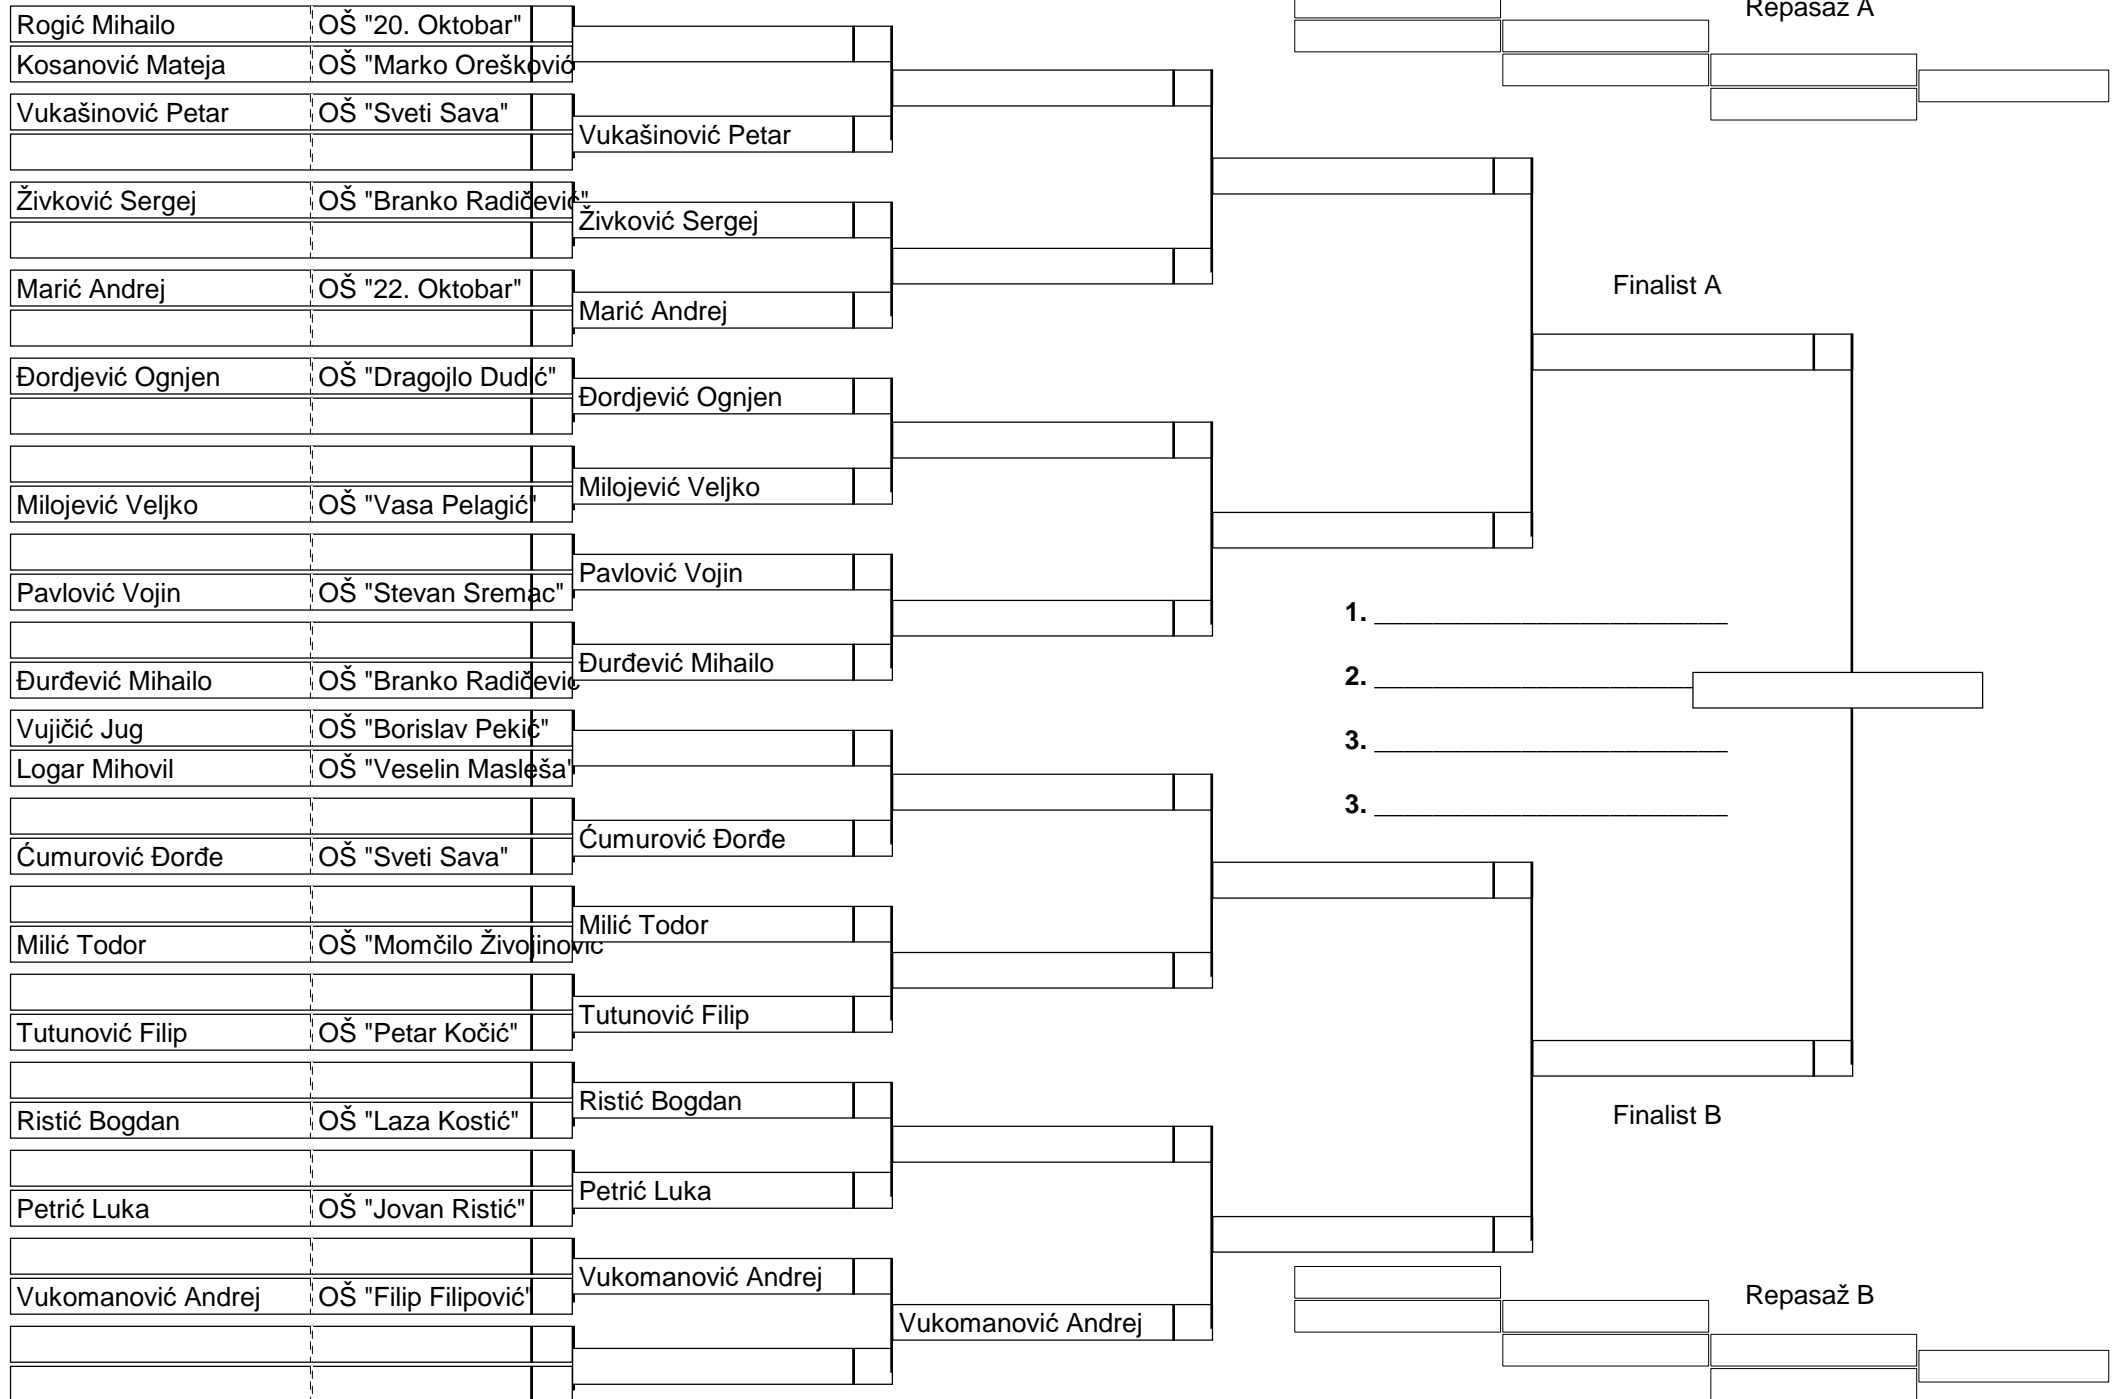 Repasaž A
Rogić Mihailo OŠ "20. Oktobar"
Kosanović Mateja OŠ "Marko Orešković
Vukašinović Petar OŠ "Sveti Sava"
Vukašinović Petar
Živković Sergej OŠ "Branko Radičević"
Živković Sergej
Marić Andrej OŠ "22. Oktobar"
Finalist A
Marić Andrej
Đordjević Ognjen OŠ "Dragojlo Dudić"
Đordjević Ognjen
Milojević Veljko
Milojević Veljko OŠ "Vasa Pelagić"
Pavlović Vojin
Pavlović Vojin OŠ "Stevan Sremac"
1. ________________________
Đurđević Mihailo
Đurđević Mihailo OŠ "Branko Radičević
2. ________________________
Vujičić Jug OŠ "Borislav Pekić"
3. ________________________
Logar Mihovil OŠ "Veselin Masleša"
3. ________________________
Ćumurović Đorđe
Ćumurović Đorđe OŠ "Sveti Sava"
Milić Todor
Milić Todor OŠ "Momčilo Živojinović
Tutunović Filip
Tutunović Filip OŠ "Petar Kočić"
Ristić Bogdan
Ristić Bogdan OŠ "Laza Kostić"
Finalist B
Petrić Luka
Petrić Luka OŠ "Jovan Ristić"
Vukomanović Andrej
Vukomanović Andrej OŠ "Filip Filipović"
Repasaž B
Vukomanović Andrej